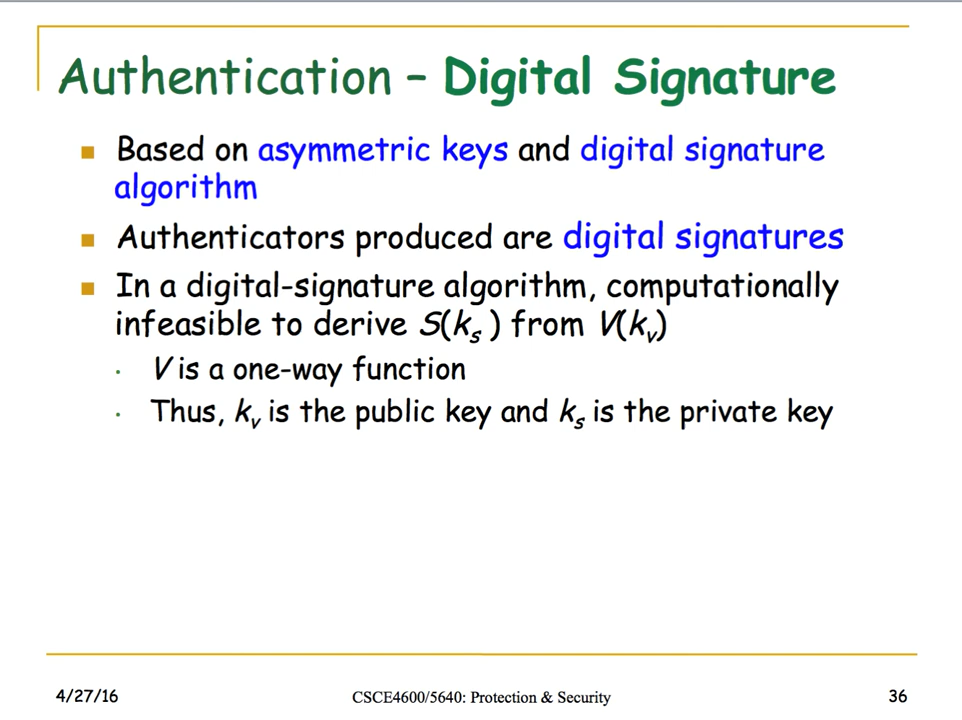 Authentication – Digital Signature
Based on asymmetric keys and digital signature
algorithm
Authenticators produced are digital signatures
In a digital-signature algorithm, computationally
infeasible to derive S(ks ) from V(kv)
V is a one-way function
Thus, kv is the public key and ks is the private key
4/27/16
CSCE4600/5640: Protection & Security
36